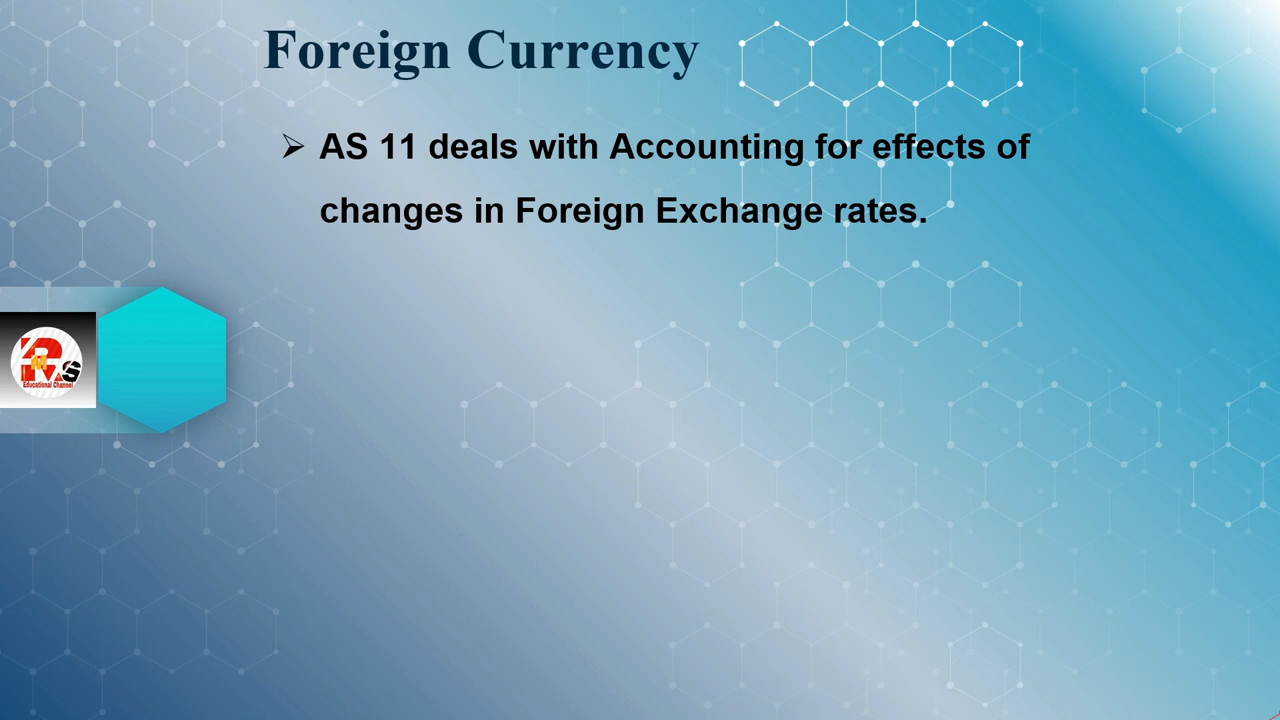 Foreign Currency
➢ AS 11 deals with Accounting for effects of
changes in Foreign Exchange rates.
Educational Channel